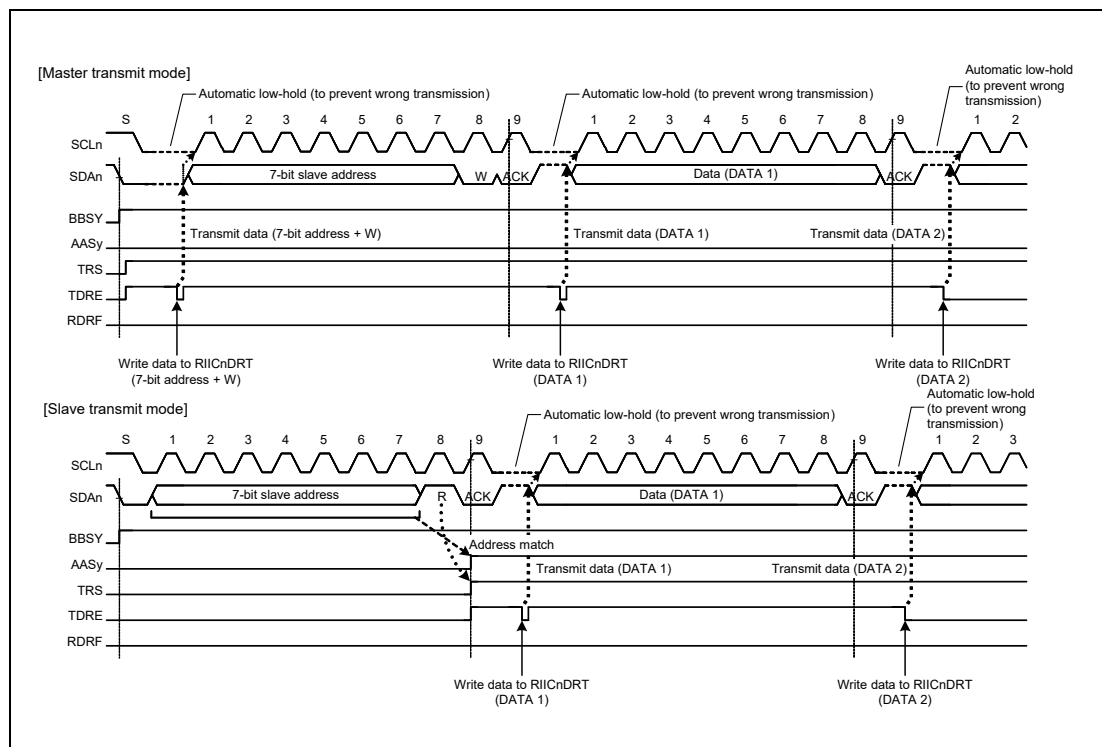 [Master transmit mode]
Automatic low-hold (to prevent wrong transmission)
Automatic low-hold (to prevent wrong transmission)
Automatic low-hold
(to prevent wrong
transmission)
S 1 2 3 4 5 6 7 8 9 1 2 3 4 5 6 7 8 9 1 2
SCLn
SDAn 7-bit slave address W ACK Data (DATA 1) ACK
BBSY
Transmit data (7-bit address + W) Transmit data (DATA 1) Transmit data (DATA 2)
AASy
TRS
TDRE
RDRF
Write data to RIICnDRT
(7-bit address + W)
Write data to RIICnDRT
(DATA 1)
Write data to RIICnDRT
(DATA 2)
[Slave transmit mode]
Automatic low-hold (to prevent wrong transmission)
Automatic low-hold
(to prevent wrong
transmission)
S 1 2 3 4 5 6 7 8 9 1 2 3 4 5 6 7 8 9 1 2 3
SCLn
SDAn 7-bit slave address R ACK Data (DATA 1) ACK
BBSY
Address match
AASy
Transmit data (DATA 1) Transmit data (DATA 2)
TRS
TDRE
RDRF
Write data to RIICnDRT
(DATA 1)
Write data to RIICnDRT
(DATA 2)